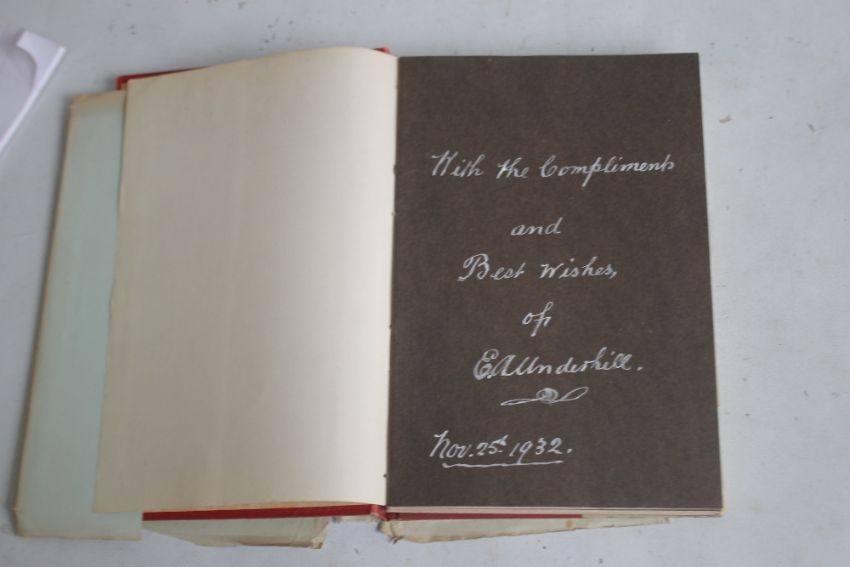 With the Compliments
and
Best Wishes,
of
E.A Underhill.
Nov. 25th 1932.